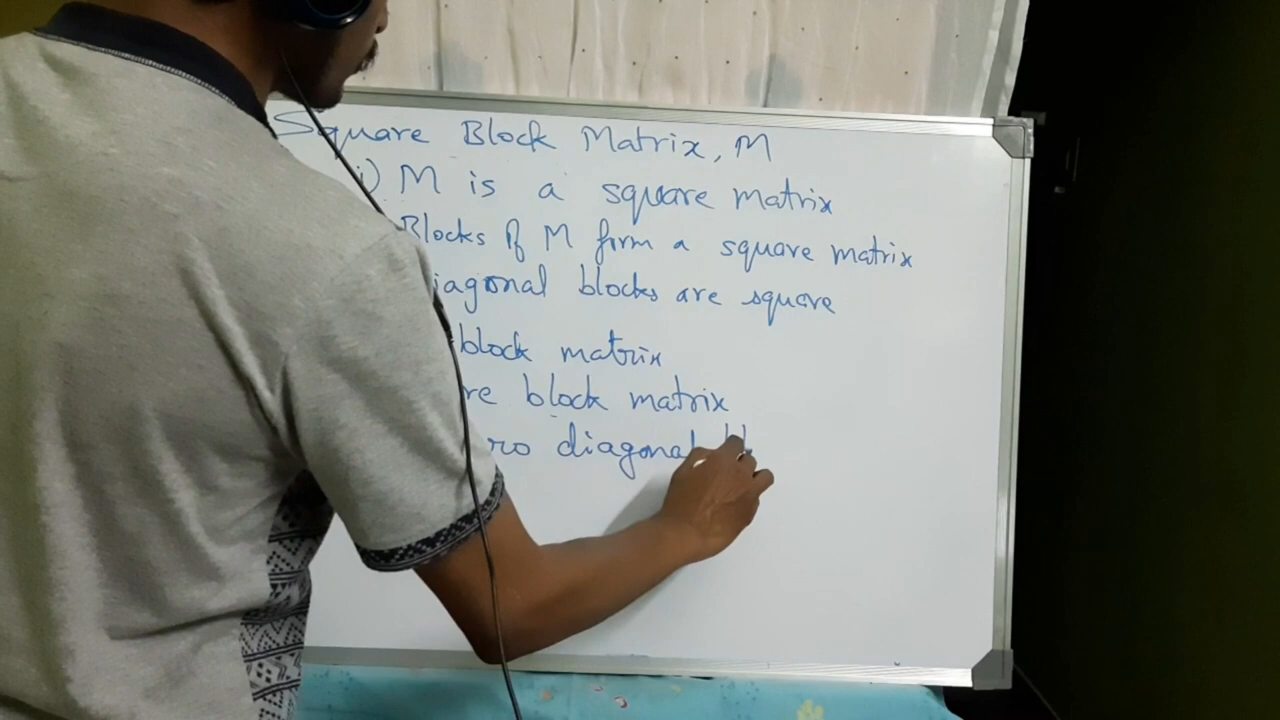 Square Block Matrix, M
i) M is a square matrix
Blocks of M form a square matrix
iagonal blocks are square
block matrix
re block matrix
ro diagonal bl